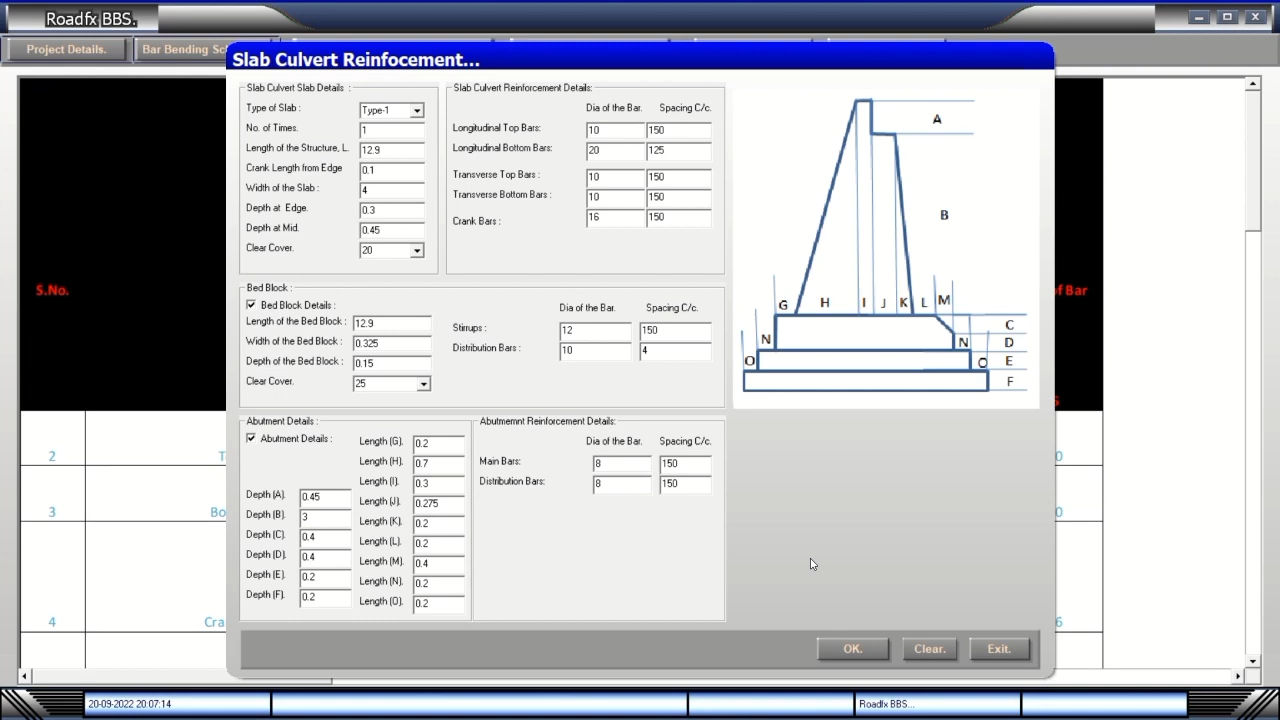 Roadfx BBS.
Project Details.
Bar Bending Sc
Slab Culvert Reinfocement...
Slab Culvert Slab Details :
Type of Slab : Type-1
No. of Times. 1
Length of the Structure, L. 12.9
Crank Length from Edge 0.1
Width of the Slab : 4
Depth at Edge. 0.3
Depth at Mid. 0.45
Clear Cover. 20
Slab Culvert Reinforcement Details:
Dia of the Bar. Spacing C/c.
Longitudinal Top Bars: 10 150
Longitudinal Bottom Bars: 20 125
Transverse Top Bars : 10 150
Transverse Bottom Bars : 10 150
Crank Bars : 16 150
A
B
G H I J K L M
N N C
D
O O E
F
Bed Block :
Bed Block Details :
Length of the Bed Block : 12.9
Width of the Bed Block : 0.325
Depth of the Bed Block : 0.15
Clear Cover. 25
Dia of the Bar. Spacing C/c.
Stirrups : 12 150
Distribution Bars : 10 4
Abutment Details :
Abutment Details :
Depth (A). 0.45
Depth (B). 3
Depth (C). 0.4
Depth (D). 0.4
Depth (E). 0.2
Depth (F). 0.2
Length (G). 0.2
Length (H). 0.7
Length (I). 0.3
Length (J). 0.275
Length (K). 0.2
Length (L). 0.2
Length (M). 0.4
Length (N). 0.2
Length (O). 0.2
Abutmemnt Reinforcement Details:
Dia of the Bar. Spacing C/c.
Main Bars: 8 150
Distribution Bars: 8 150
OK. Clear. Exit.
S.No.
of Bar
2 T 0
3 Bo 0
4 Cra 6
20-09-2022 20:07:14
Roadfx BBS...